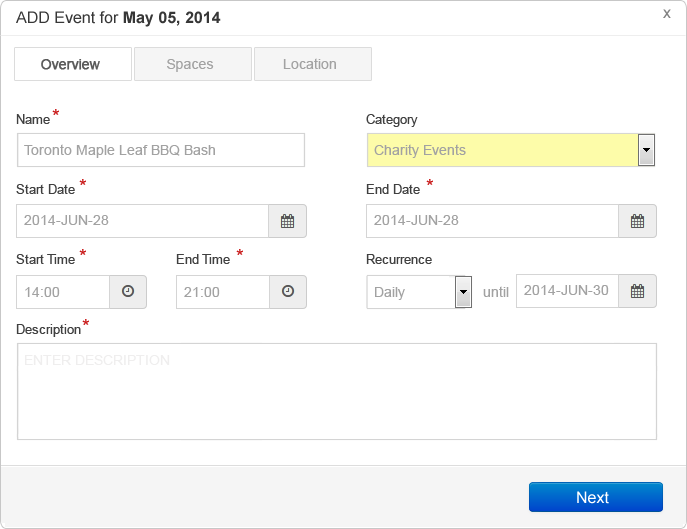 ADD Event for May 05, 2014 x
Overview Spaces Location
Name* Category
Toronto Maple Leaf BBQ Bash Charity Events
Start Date * End Date *
2014-JUN-28 2014-JUN-28
Start Time * End Time * Recurrence
14:00 21:00 Daily until 2014-JUN-30
Description*
ENTER DESCRIPTION
Next